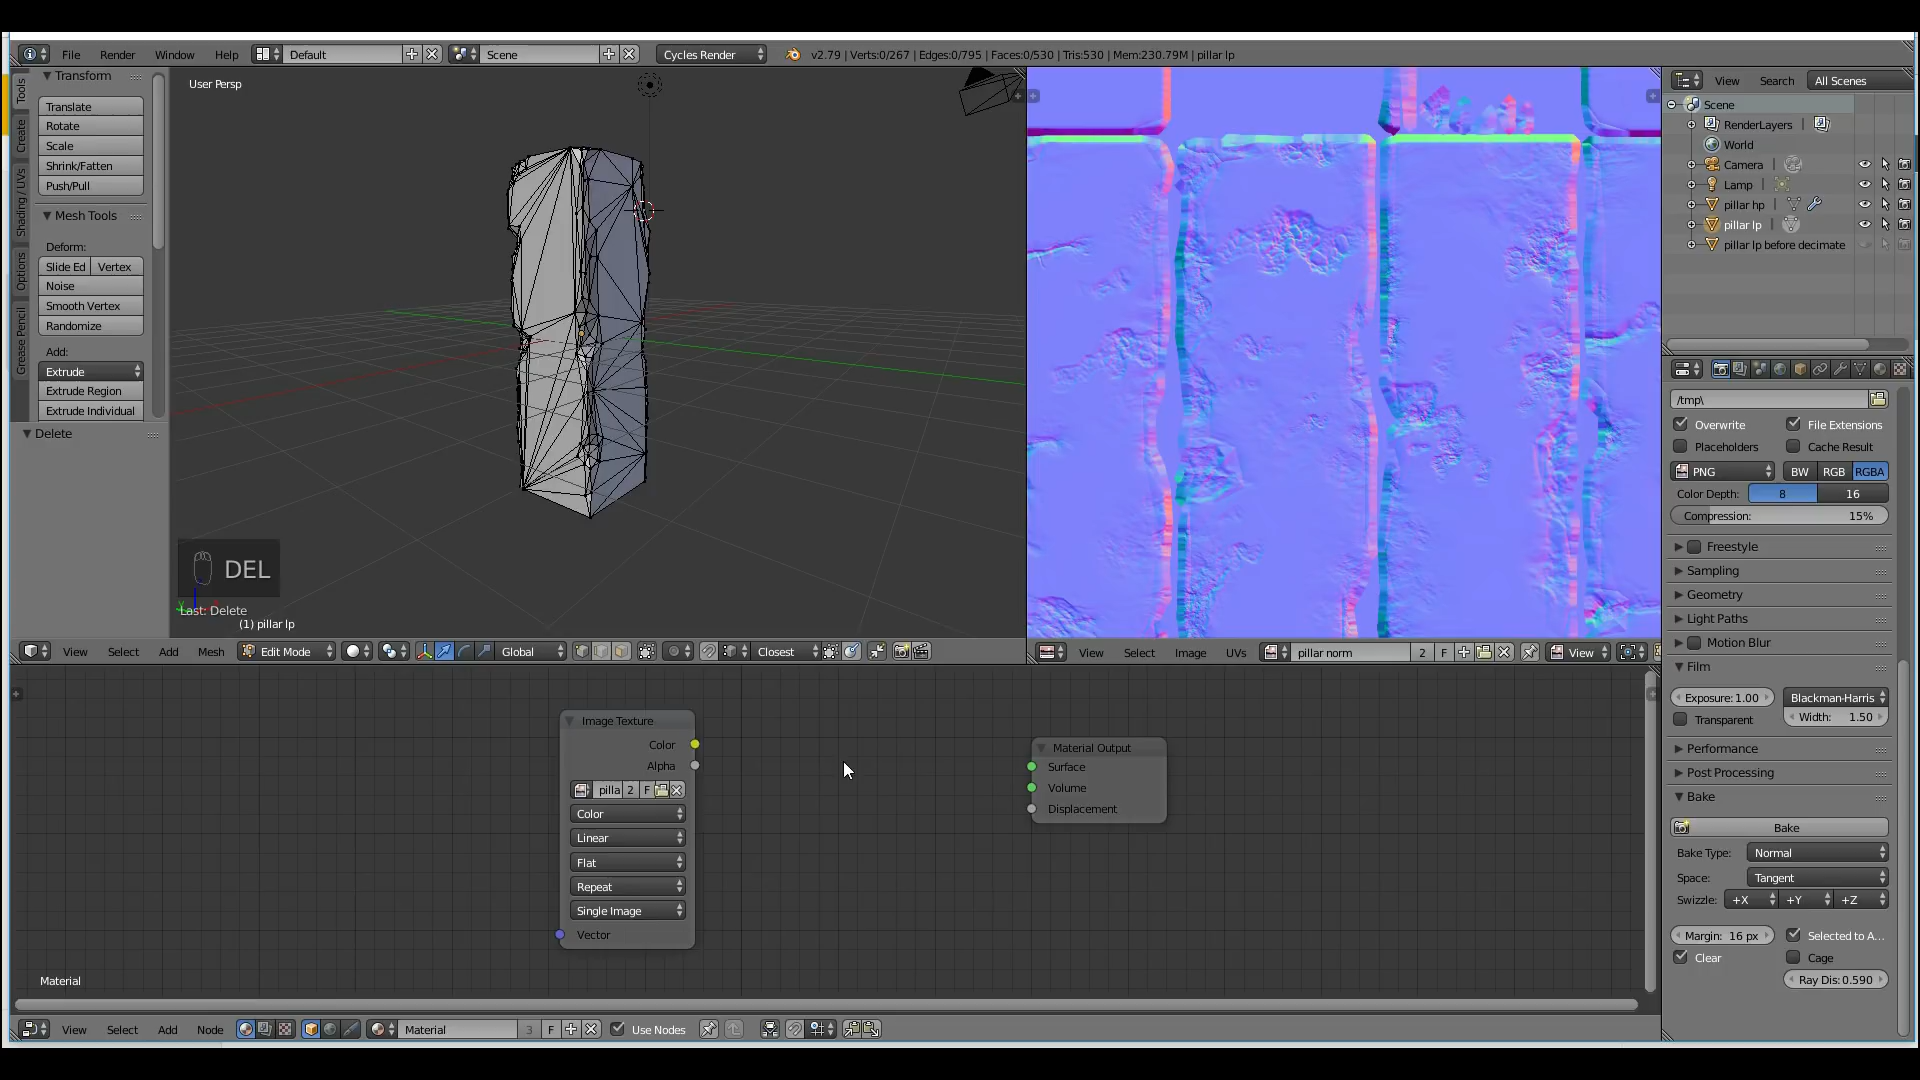 File Render Window Help Default Scene Cycles Render v2.79 | Verts:0/267 | Edges:0/795 | Faces:0/530 | Tris:530 | Mem:230.79M | pillar lp
Tools
Create
Shading / UVs
Options
Grease Pencil
Transform
Translate
Rotate
Scale
Shrink/Fatten
Push/Pull
Mesh Tools
Deform:
Slide Ed Vertex
Noise
Smooth Vertex
Randomize
Add:
Extrude
Extrude Region
Extrude Individual
Delete
User Persp
DEL
Last: Delete
(1) pillar lp
View Select Add Mesh Edit Mode Global Closest
View Select Image UVs pillar norm 2 F View
View Search All Scenes
Scene
RenderLayers
World
Camera
Lamp
pillar hp
pillar lp
pillar lp before decimate
/tmp\
Overwrite File Extensions
Placeholders Cache Result
PNG BW RGB RGBA
Color Depth: 8 16
Compression: 15%
Freestyle
Sampling
Geometry
Light Paths
Motion Blur
Film
Exposure: 1.00 Blackman-Harris
Transparent Width: 1.50
Performance
Post Processing
Bake
Bake
Bake Type: Normal
Space: Tangent
Swizzle: +X +Y +Z
Margin: 16 px Selected to A...
Clear Cage
Ray Dis: 0.590
Image Texture
Color
Alpha
pilla 2 F
Color
Linear
Flat
Repeat
Single Image
Vector
Material Output
Surface
Volume
Displacement
Material
View Select Add Node Material 3 F Use Nodes